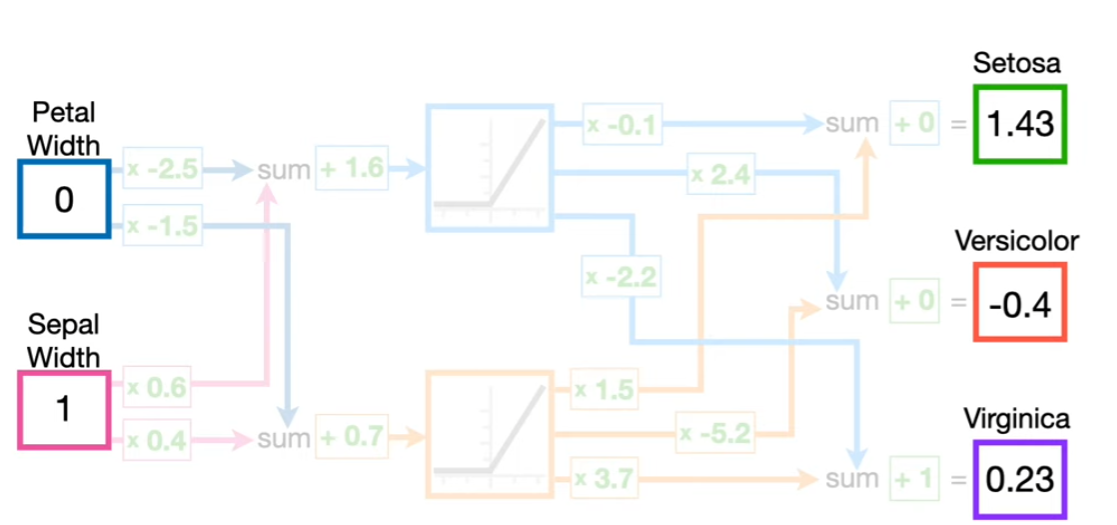 Setosa
Petal
Width
x -0.1
sum
+ 0
=
1.43
x -2.5
sum
+ 1.6
x 2.4
0
x -1.5
Versicolor
x -2.2
sum
+ 0
=
-0.4
Sepal
Width
x 0.6
x 1.5
1
Virginica
x 0.4
sum
+ 0.7
x -5.2
x 3.7
sum
+ 1
=
0.23